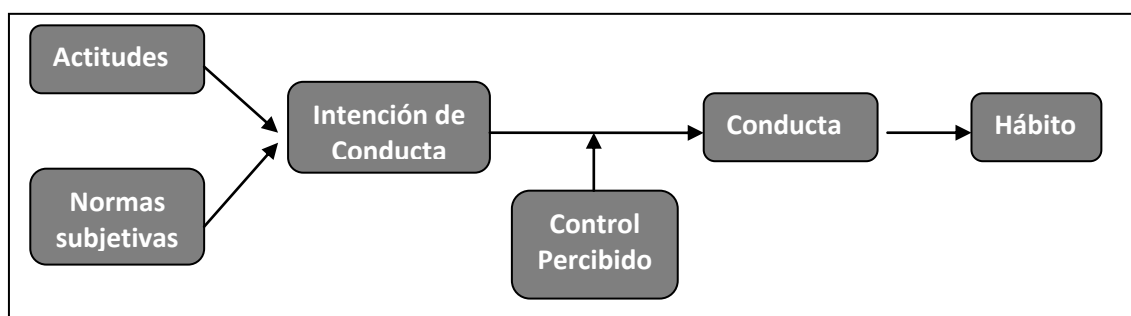 Actitudes
Normas
subjetivas
Intención de
Conducta
Control
Percibido
Conducta
Hábito